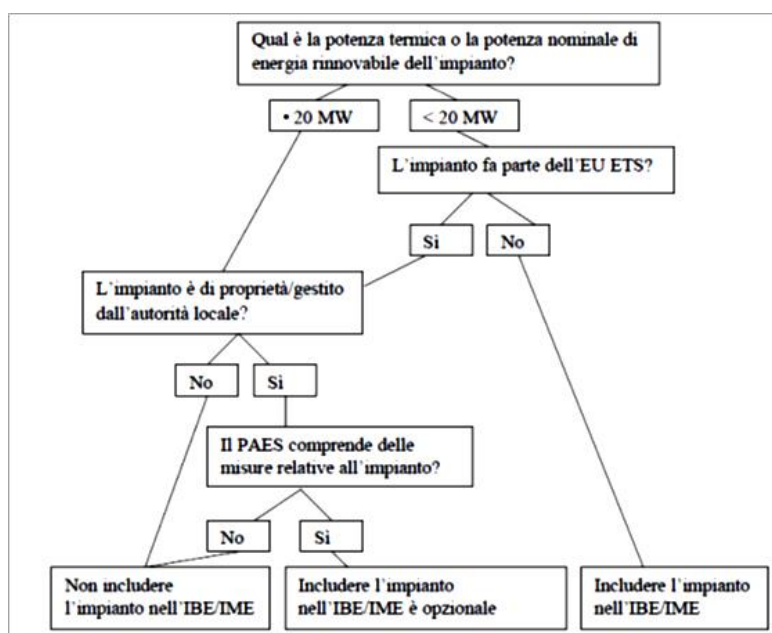 Qual è la potenza termica o la potenza nominale di
energia rinnovabile dell'impianto?
• 20 MW
< 20 MW
L'impianto fa parte dell'EU ETS?
Sì
No
L'impianto è di proprietà/gestito
dall'autorità locale?
No
Sì
Il PAES comprende delle
misure relative all'impianto?
No
Sì
Non includere
l'impianto nell'IBE/IME
Includere l'impianto
nell'IBE/IME è opzionale
Includere l'impianto
nell'IBE/IME